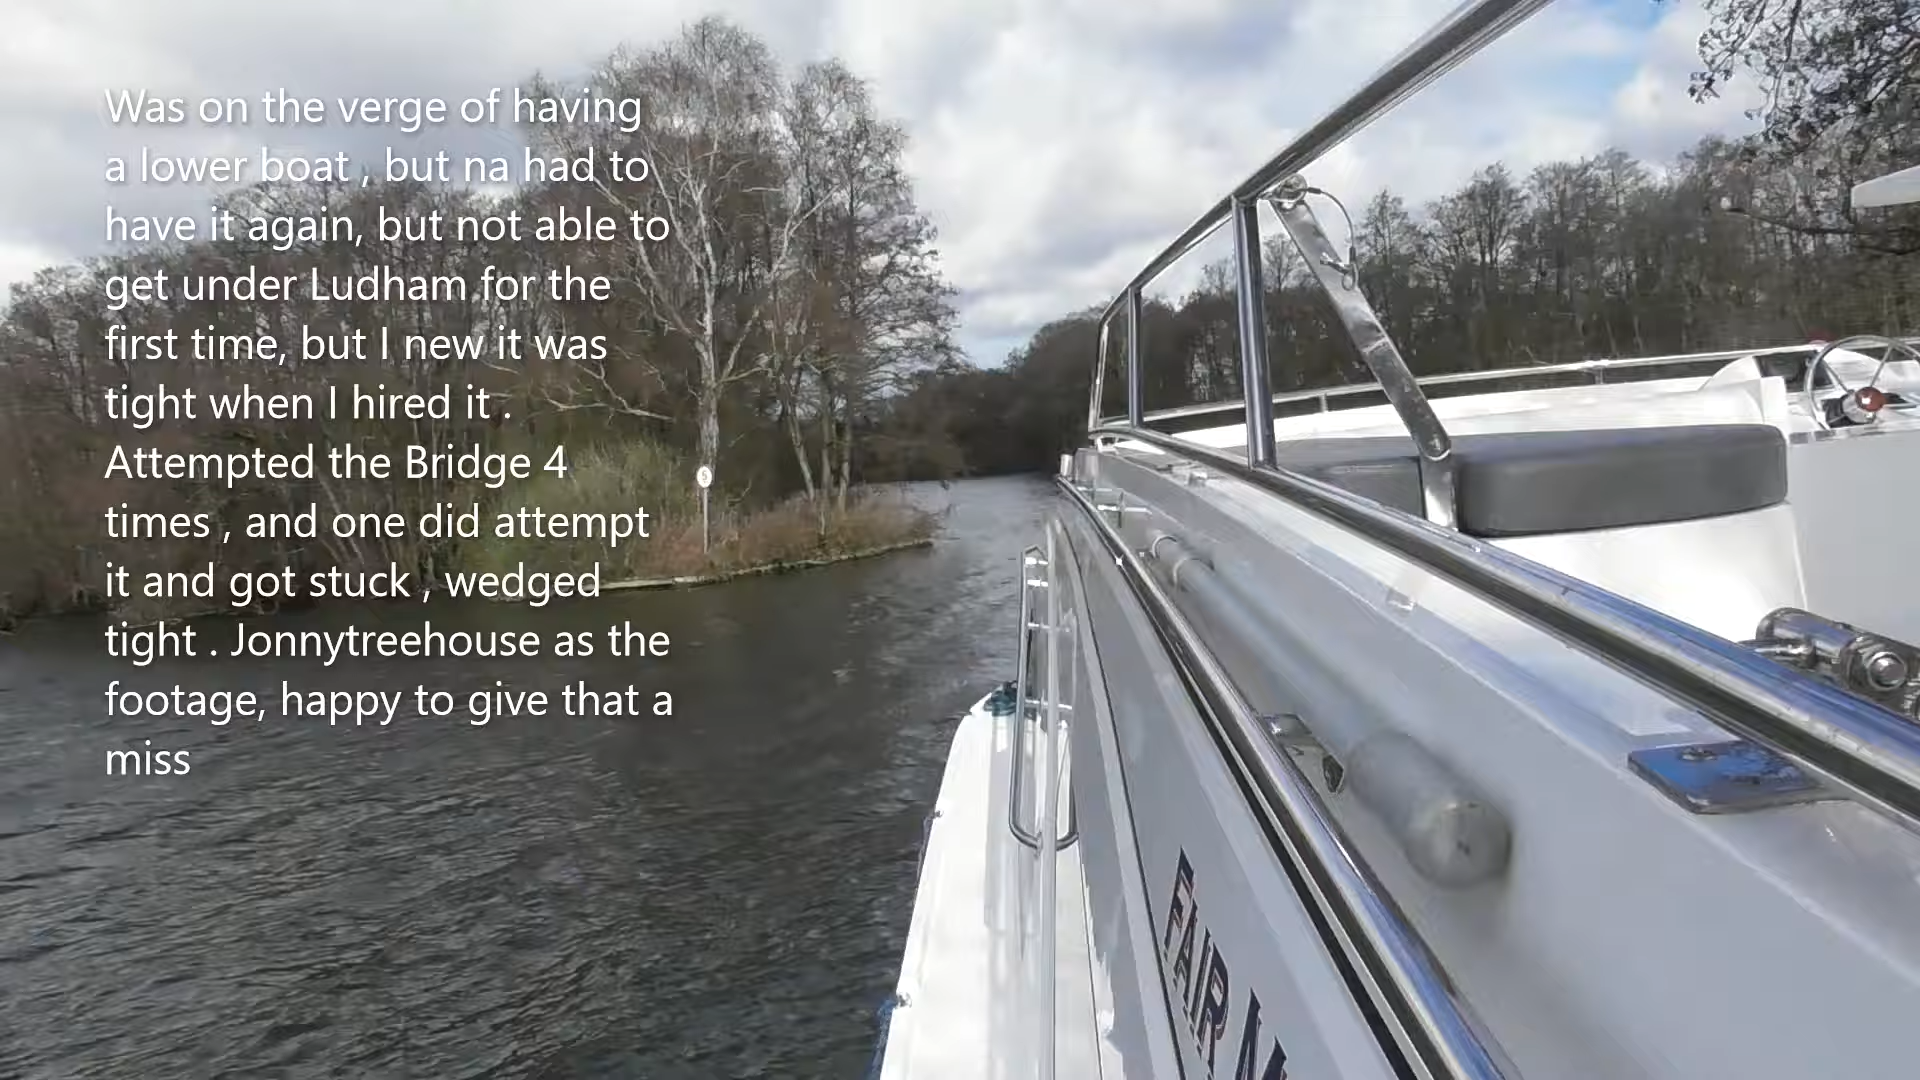 Was on the verge of having
a lower boat , but na had to
have it again, but not able to
get under Ludham for the
first time, but I new it was
tight when I hired it .
Attempted the Bridge 4
times , and one did attempt
it and got stuck , wedged
tight . Jonnytreehouse as the
footage, happy to give that a
miss
FAIR